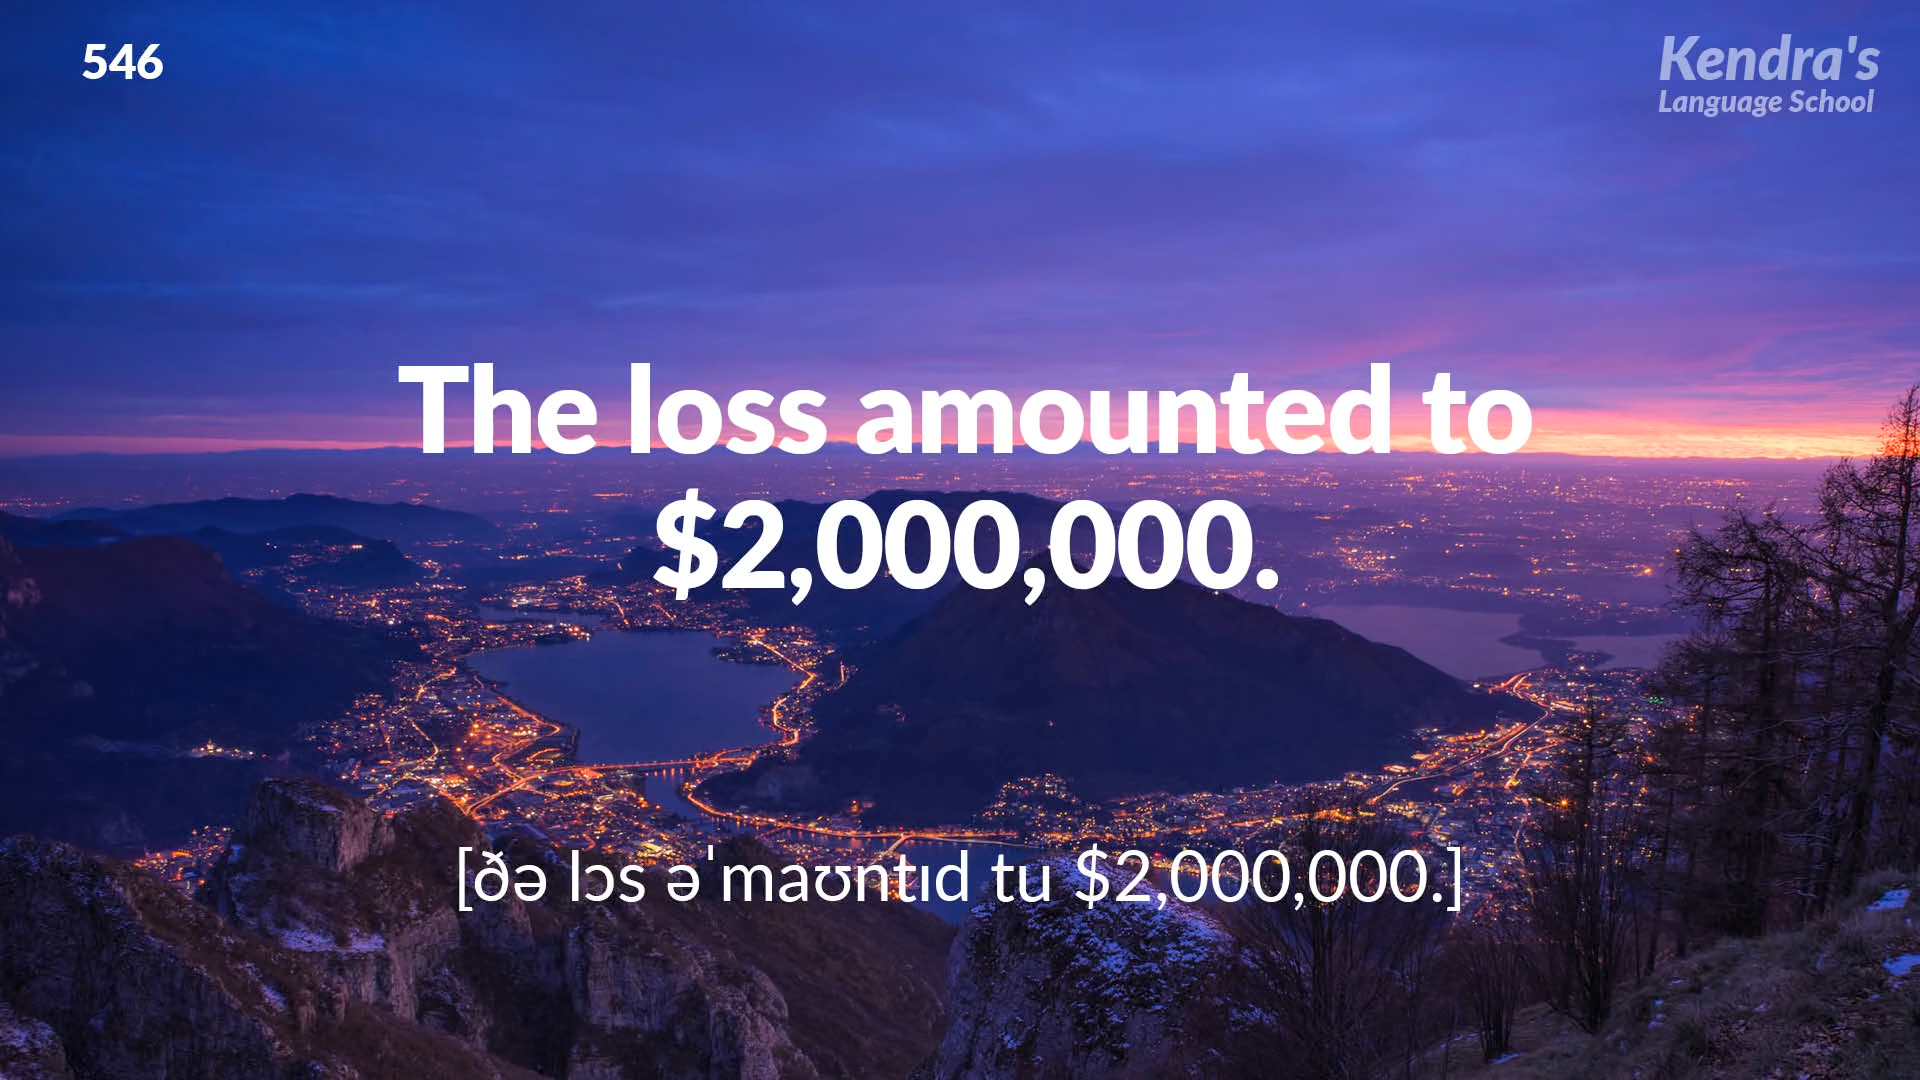 546
Kendra's
Language School
The loss amounted to
$2,000,000.
[ðə lɔs əˈmaʊntɪd tu $2,000,000.]